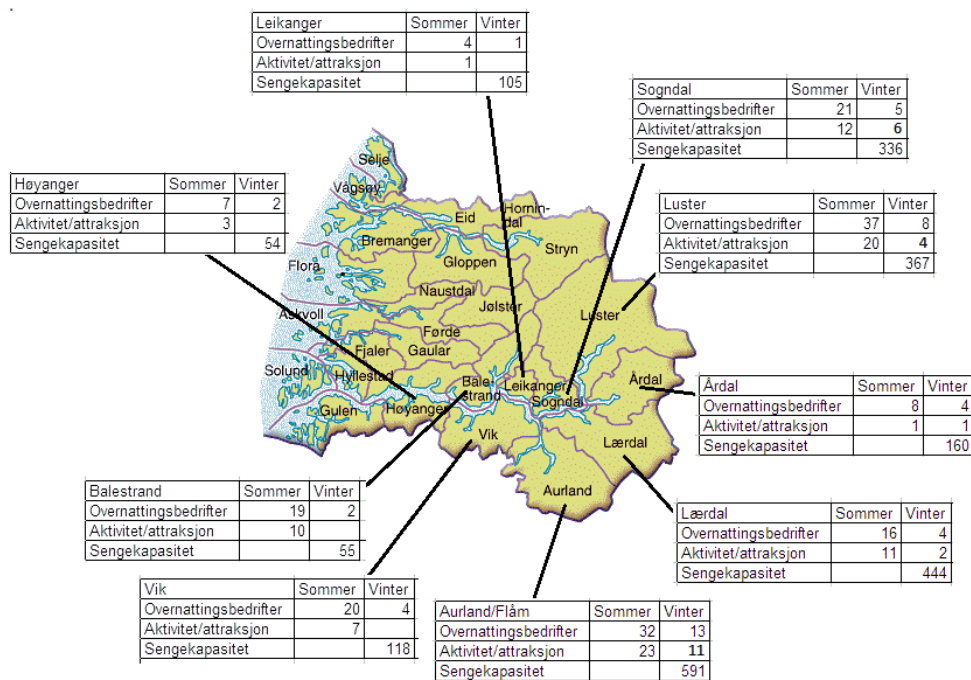 Leikanger Sommer Vinter
Overnattingsbedrifter 4 1
Aktivitet/attraksjon 1
Sengekapasitet 105
Sogndal Sommer Vinter
Overnattingsbedrifter 21 5
Aktivitet/attraksjon 12 6
Sengekapasitet 336
Høyanger Sommer Vinter
Overnattingsbedrifter 7 2
Aktivitet/attraksjon 3
Sengekapasitet 54
Luster Sommer Vinter
Overnattingsbedrifter 37 8
Aktivitet/attraksjon 20 4
Sengekapasitet 367
Selje
Vågsøy
Eid
Hornin-
dal
Bremanger
Stryn
Gloppen
Flora
Naustdal
Jølster
Luster
Askvoll
Førde
Fjaler
Gaular
Solund
Hyllestad
Bale-
strand
Leikanger
Sogndal
Årdal
Gulen
Høyanger
Vik
Lærdal
Aurland
Årdal Sommer Vinter
Overnattingsbedrifter 8 4
Aktivitet/attraksjon 1 1
Sengekapasitet 160
Balestrand Sommer Vinter
Overnattingsbedrifter 19 2
Aktivitet/attraksjon 10
Sengekapasitet 55
Lærdal Sommer Vinter
Overnattingsbedrifter 16 4
Aktivitet/attraksjon 11 2
Sengekapasitet 444
Vik Sommer Vinter
Overnattingsbedrifter 20 4
Aktivitet/attraksjon 7
Sengekapasitet 118
Aurland/Flåm Sommer Vinter
Overnattingsbedrifter 32 13
Aktivitet/attraksjon 23 11
Sengekapasitet 591